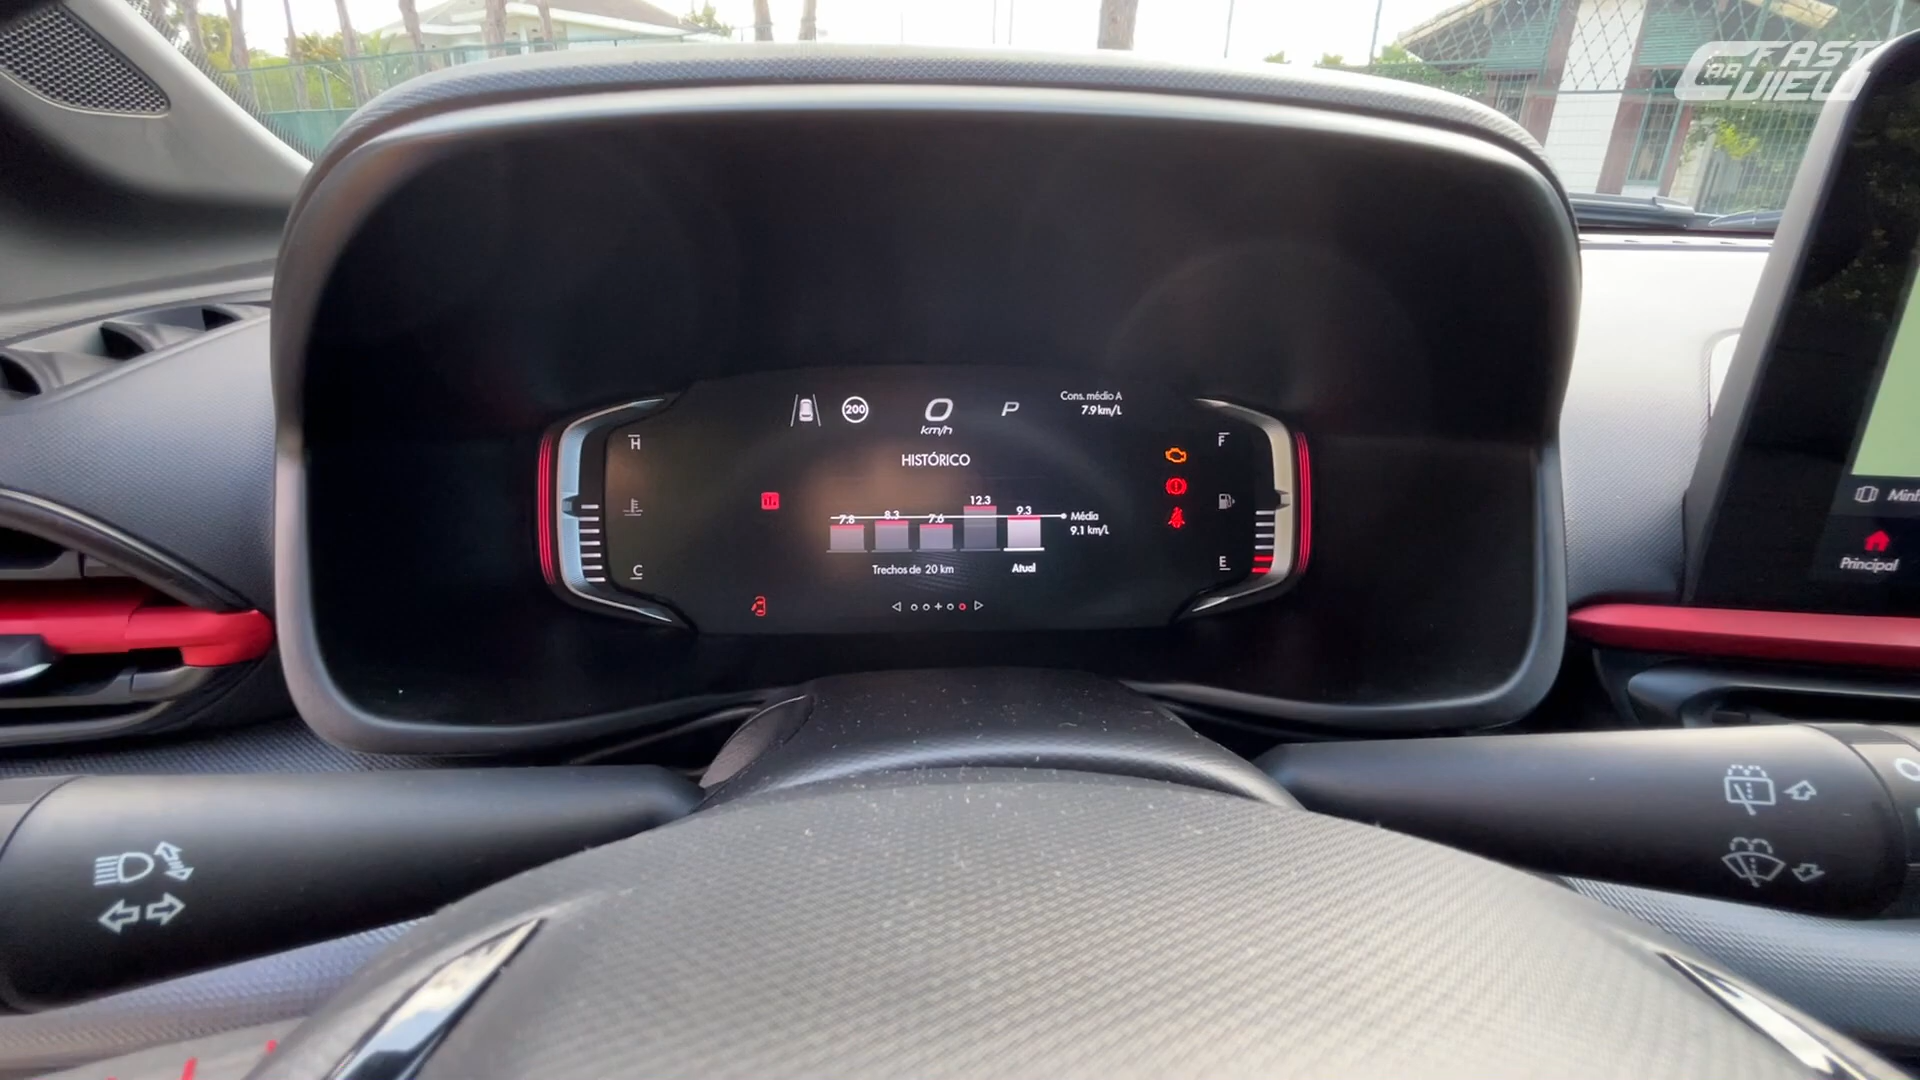 FAST
CAR VIEW
Cons. médio A
200 0 P 7.9 km/L
km/h
H F
HISTÓRICO
12.3
7.8 8.3 7.6 9.3 Média
9.1 km/L
C E
Trechos de 20 km Atual
Principal